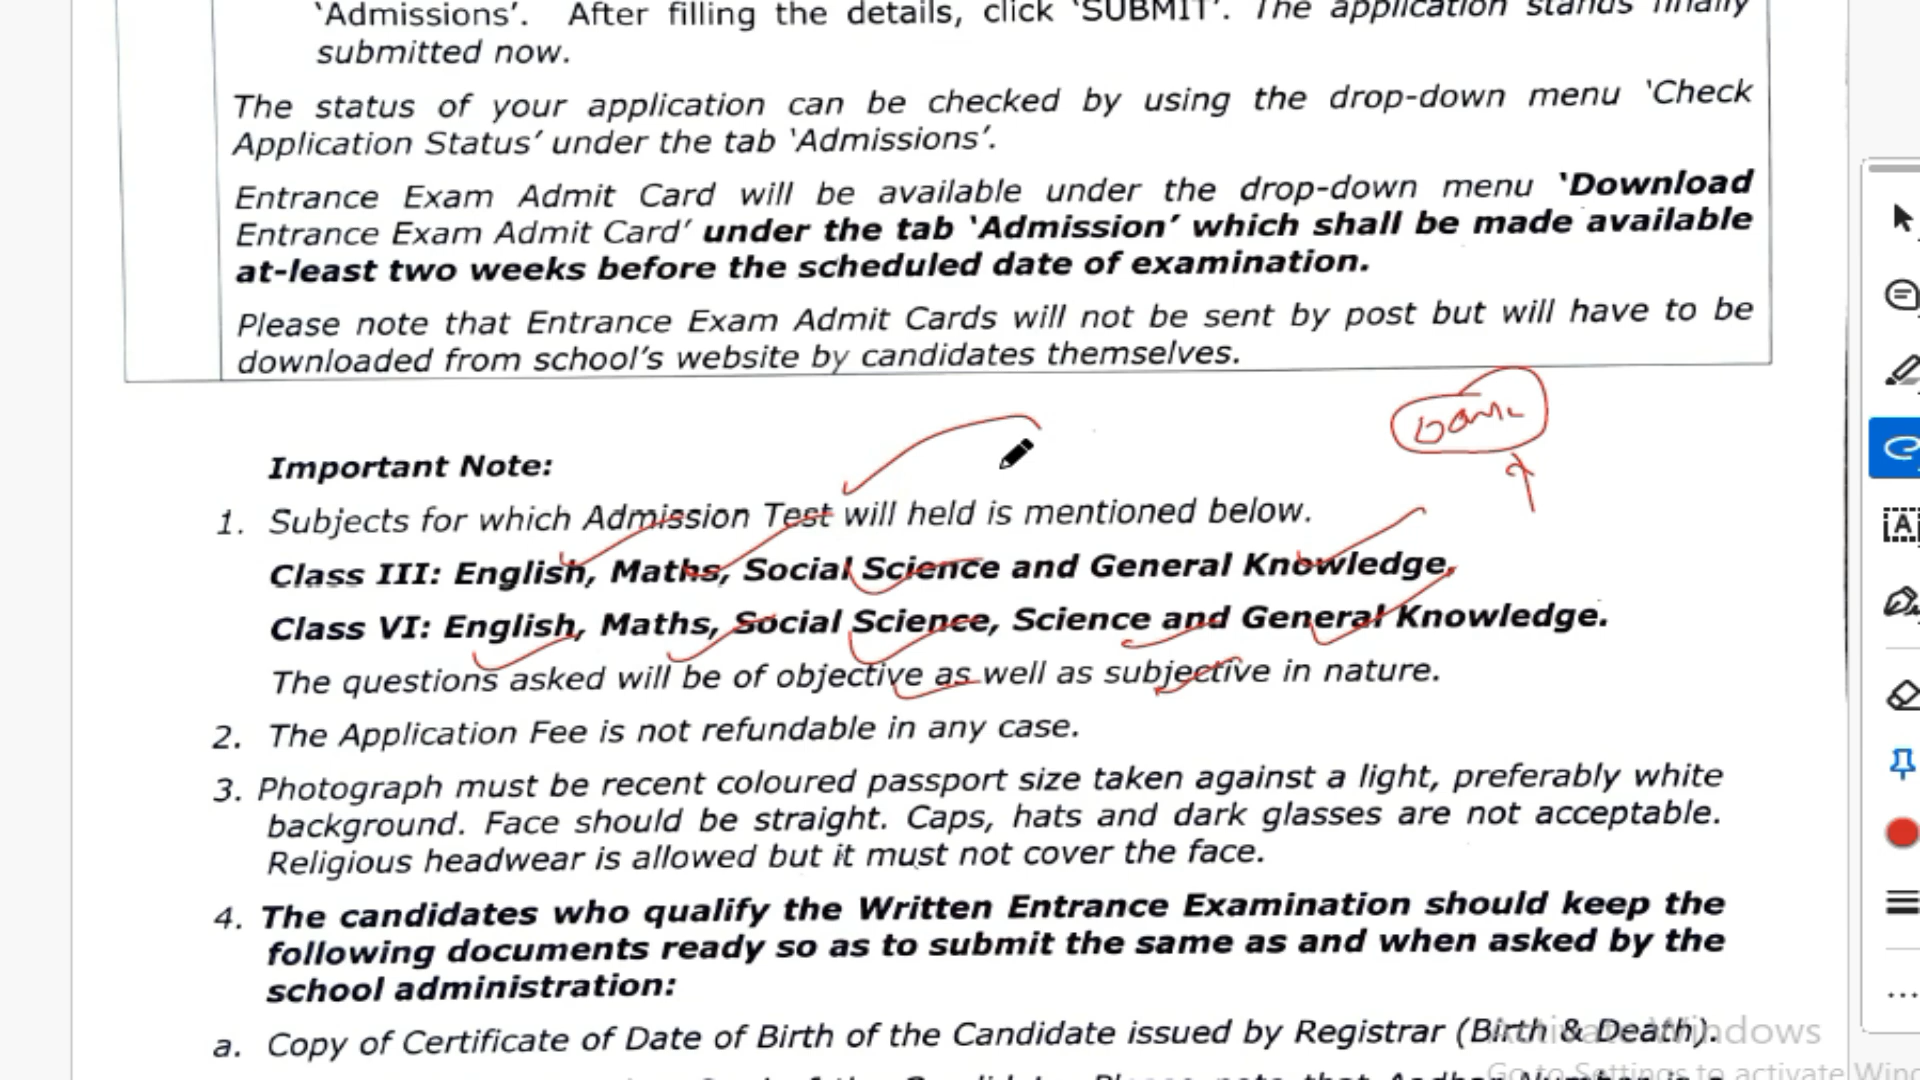 'Admissions'. After filling the details, click 'SUBMIT'. The application stands finally
submitted now.
The status of your application can be checked by using the drop-down menu 'Check
Application Status' under the tab 'Admissions'.
Entrance Exam Admit Card will be available under the drop-down menu 'Download
Entrance Exam Admit Card' under the tab 'Admission' which shall be made available
at-least two weeks before the scheduled date of examination.
Please note that Entrance Exam Admit Cards will not be sent by post but will have to be
downloaded from school's website by candidates themselves.
Important Note:
1. Subjects for which Admission Test will held is mentioned below.
Class III: English, Maths, Social Science and General Knowledge.
Class VI: English, Maths, Social Science, Science and General Knowledge.
The questions asked will be of objective as well as subjective in nature.
2. The Application Fee is not refundable in any case.
3. Photograph must be recent coloured passport size taken against a light, preferably white
background. Face should be straight. Caps, hats and dark glasses are not acceptable.
Religious headwear is allowed but it must not cover the face.
4. The candidates who qualify the Written Entrance Examination should keep the
following documents ready so as to submit the same as and when asked by the
school administration:
a. Copy of Certificate of Date of Birth of the Candidate issued by Registrar (Birth & Death).
Activate Windows
Go to Settings to activate Wind